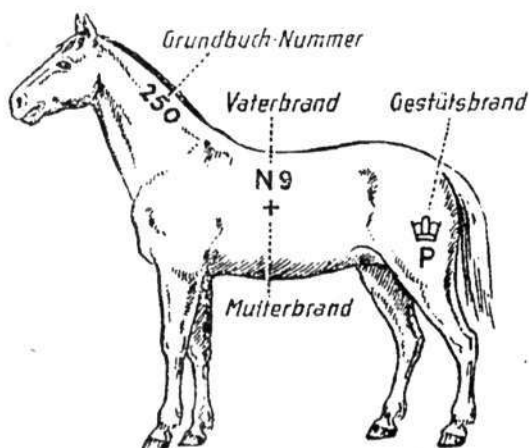 Grundbuch-Nummer
250
Vaterbrand
Gestütsbrand
N9
+
P
Mutterbrand